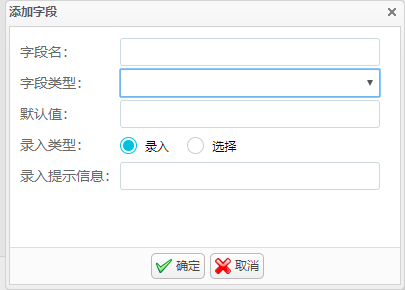 添加字段
字段名：
字段类型：
默认值：
录入类型： 录入 选择
录入提示信息：
确定 取消